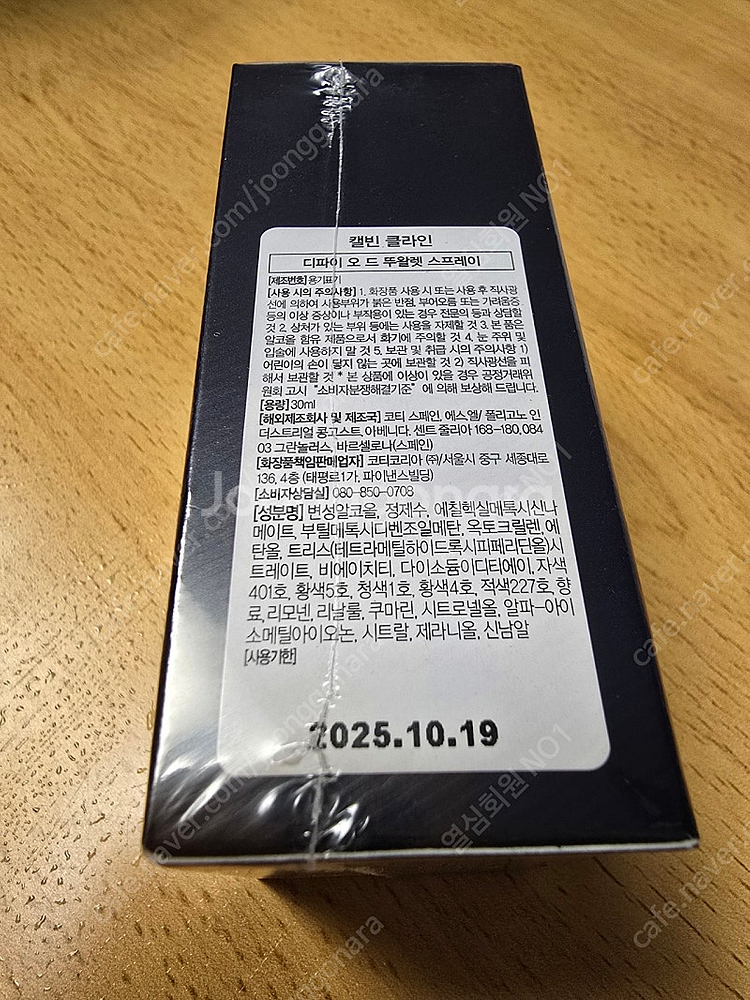 캘빈 클라인
디파이 오 드 뚜왈렛 스프레이
[제조번호] 용기표기
[사용 시의 주의사항] 1. 화장품 사용 시 또는 사용 후 직사광
선에 의하여 사용부위가 붉은 반점, 부어오름 또는 가려움증
등의 이상 증상이나 부작용이 있는 경우 전문의 등과 상담할
것 2. 상처가 있는 부위 등에는 사용을 자제할 것 3. 본 품은
알코올 함유 제품으로서 화기에 주의할 것 4. 눈 주위 및
입술에 사용하지 말 것 5. 보관 및 취급 시의 주의사항 1)
어린이의 손이 닿지 않는 곳에 보관할 것 2) 직사광선을 피
해서 보관할 것 * 본 상품에 이상이 있을 경우 공정거래위
원회 고시 "소비자분쟁해결기준" 에 의해 보상해 드립니다.
[용량] 30ml
[해외제조회사 및 제조국] 코티 스페인, 에스.엘/ 폴리고노 인
더스트리얼 콩고스트, 아베니다. 센트 줄리아 168-180, 084
03 그란놀러스, 바르셀로나(스페인)
[화장품책임판매업자] 코티코리아 ㈜/서울시 중구 세종대로
136, 4층 (태평로1가, 파이낸스빌딩)
[소비자상담실] 080-850-0708
[성분명] 변성알코올, 정제수, 에칠헥실메톡시신나
메이트, 부틸메톡시디벤조일메탄, 옥토크릴렌, 에
탄올, 트리스(테트라메틸하이드록시피페리딘올)시
트레이트, 비에이치티, 다이소듐이디티에이, 자색
401호, 황색5호, 청색1호, 황색4호, 적색227호, 향
료, 리모넨, 리날룰, 쿠마린, 시트로넬올, 알파-아이
소메틸아이오논, 시트랄, 제라니올, 신남알
[사용기한]
2025.10.19
Joonggonara
cafe.naver.com/joonggonara
열심회원 NO1